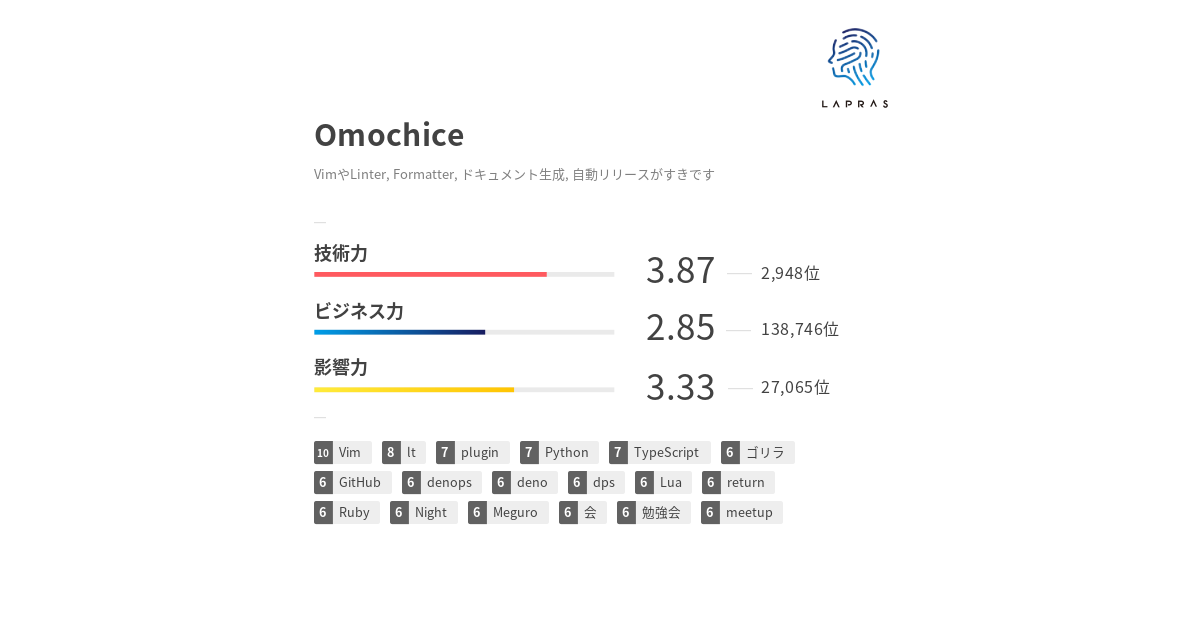 LAPRAS
Omochice
VimやLinter, Formatter, ドキュメント生成, 自動リリースがすきです
技術力
3.87
2,948位
ビジネス力
2.85
138,746位
影響力
3.33
27,065位
10 Vim 8 lt 7 plugin 7 Python 7 TypeScript 6 ゴリラ
6 GitHub 6 denops 6 deno 6 dps 6 Lua 6 return
6 Ruby 6 Night 6 Meguro 6 会 6 勉強会 6 meetup